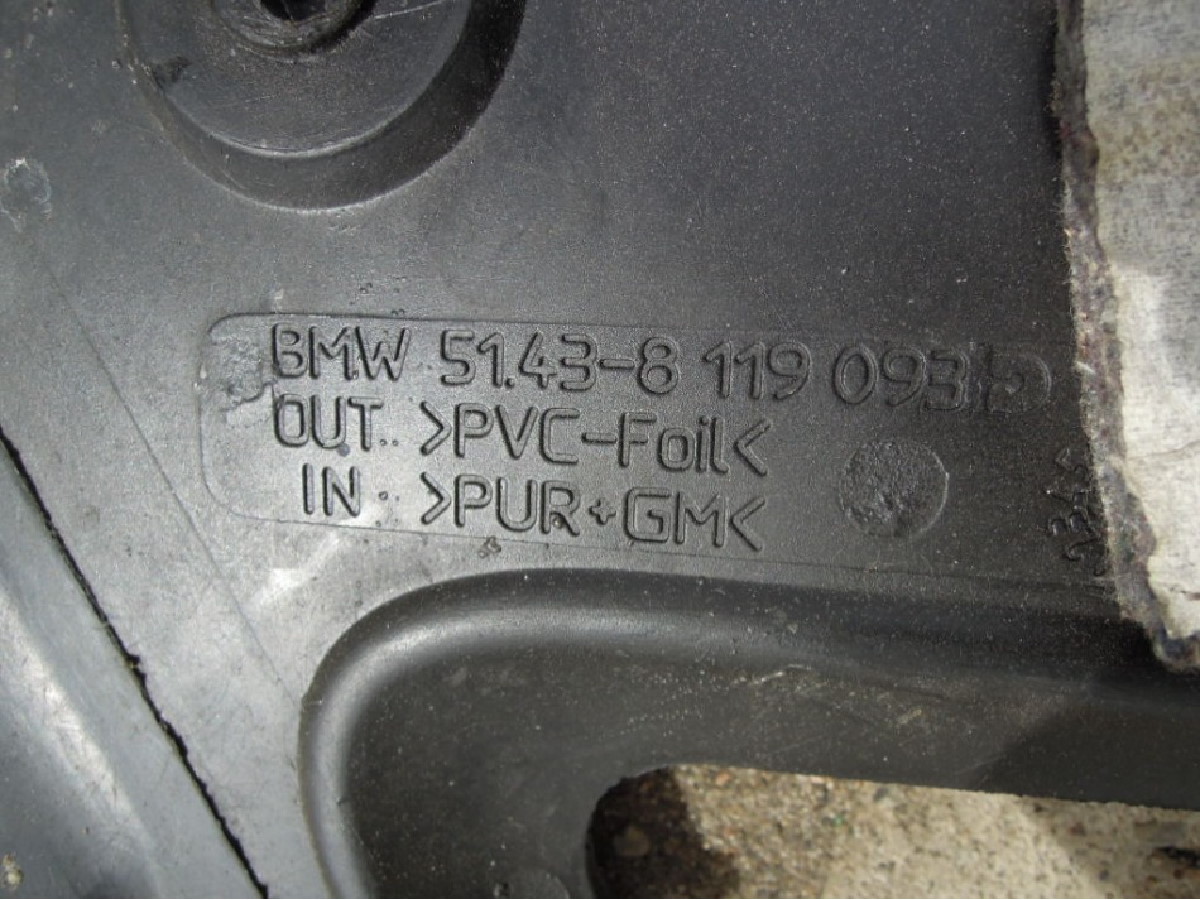 BMW 51.43-8 119 093
OUT.. >PVC-Foil<
IN . >PUR+GM<